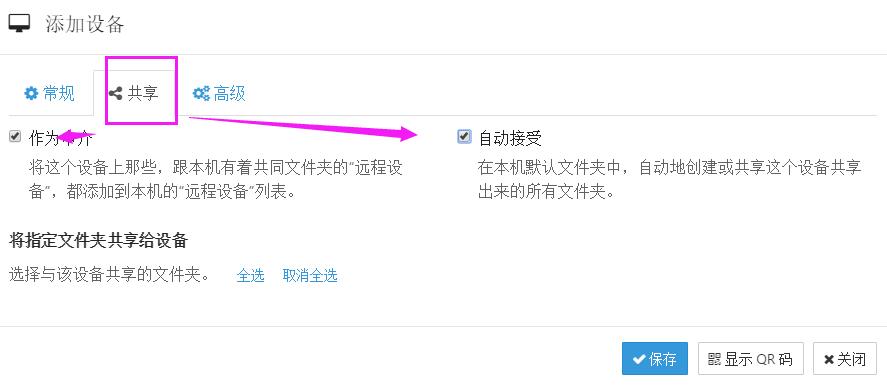 添加设备
常规 共享 高级
作为中介 自动接受
将这个设备上那些，跟本机有着共同文件夹的“远程设
备”，都添加到本机的“远程设备”列表。
在本机默认文件夹中，自动地创建或共享这个设备共享
出来的所有文件夹。
将指定文件夹共享给设备
选择与该设备共享的文件夹。 全选 取消全选
保存 显示 QR 码 关闭